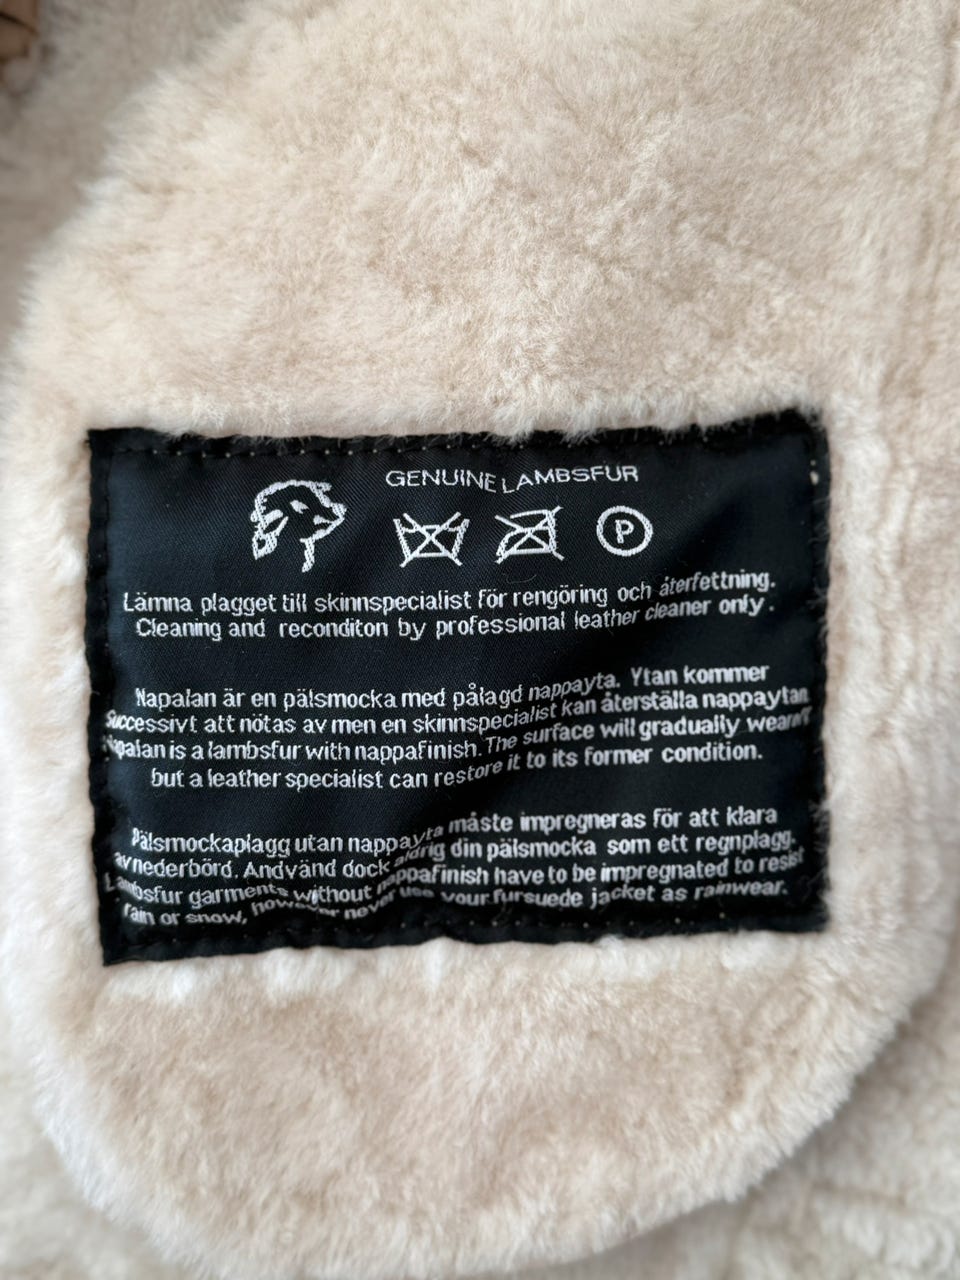 GENUINE LAMBSFUR
P
Lämna plagget till skinnspecialist för rengöring och återfettning.
Cleaning and reconditon by professional leather cleaner only.
Napalan är en pälsmocka med pålagd nappayta. Ytan kommer
successivt att nötas av men en skinnspecialist kan återställa nappaytan
Napalan is a lambsfur with nappafinish. The surface will gradually wearoff
but a leather specialist can restore it to its former condition.
Pälsmockaplagg utan nappayta måste impregneras för att klara
av nederbörd. Andvänd dock aldrig din pälsmocka som ett regnplagg.
Lambsfur garments without nappafinish have to be impregnated to resist
rain or snow, however never use your fursuede jacket as rainwear.